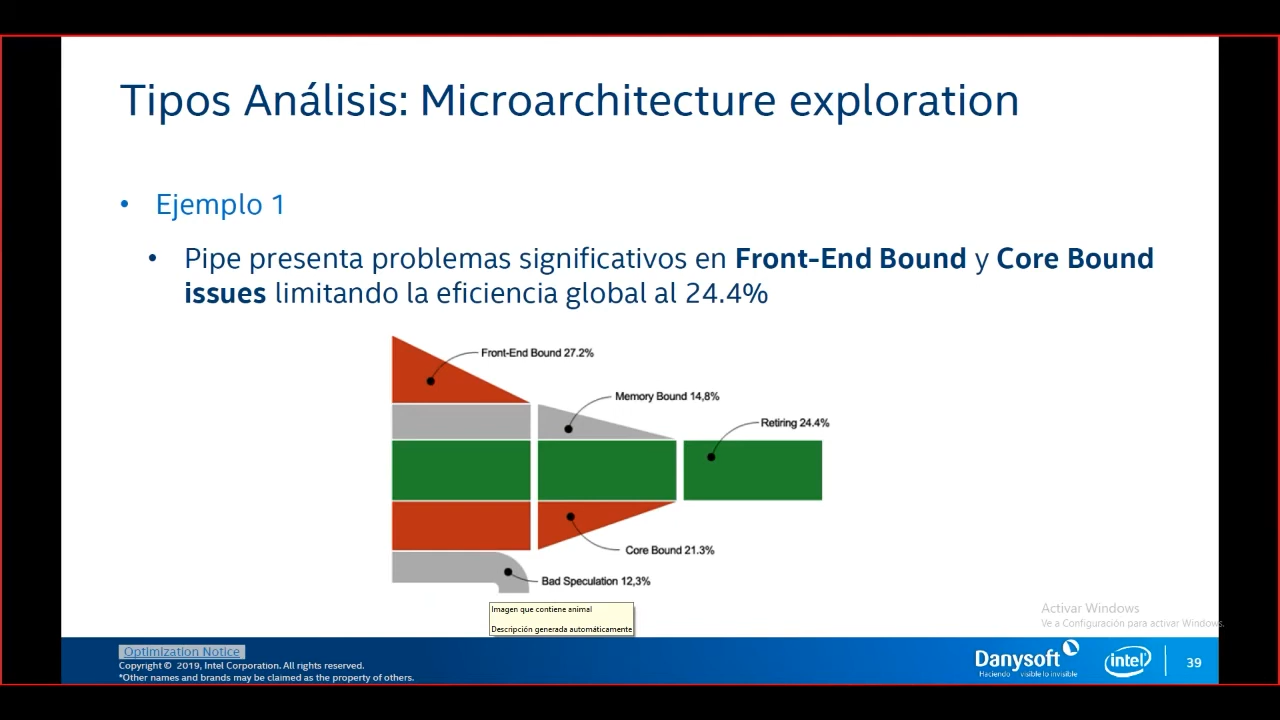 Tipos Análisis: Microarchitecture exploration
• Ejemplo 1
• Pipe presenta problemas significativos en Front-End Bound y Core Bound
issues limitando la eficiencia global al 24.4%
Front-End Bound 27.2%
Memory Bound 14,8%
Retiring 24.4%
Core Bound 21.3%
Bad Speculation 12,3%
Imagen que contiene animal
Descripción generada automáticamente
Activar Windows
Ve a Configuración para activar Windows.
Optimization Notice
Copyright © 2019, Intel Corporation. All rights reserved.
*Other names and brands may be claimed as the property of others.
Danysoft
Haciendo visible lo invisible
intel
39